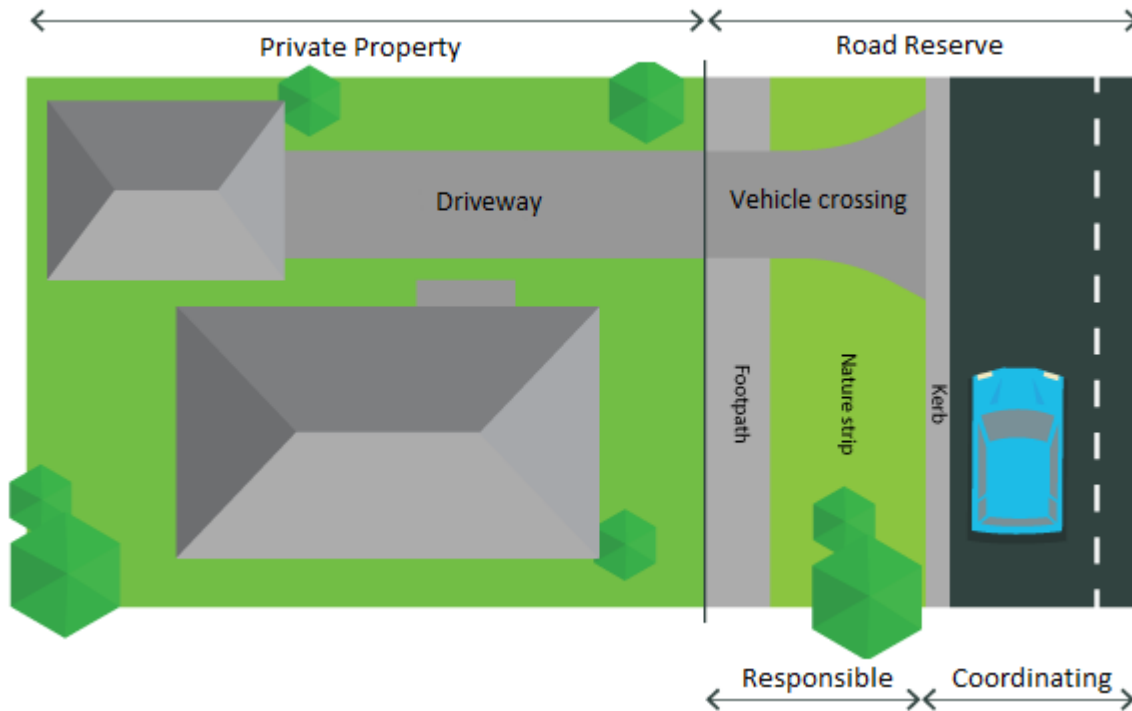 Private Property
Road Reserve
Driveway
Vehicle crossing
Footpath
Nature strip
Kerb
Responsible
Coordinating